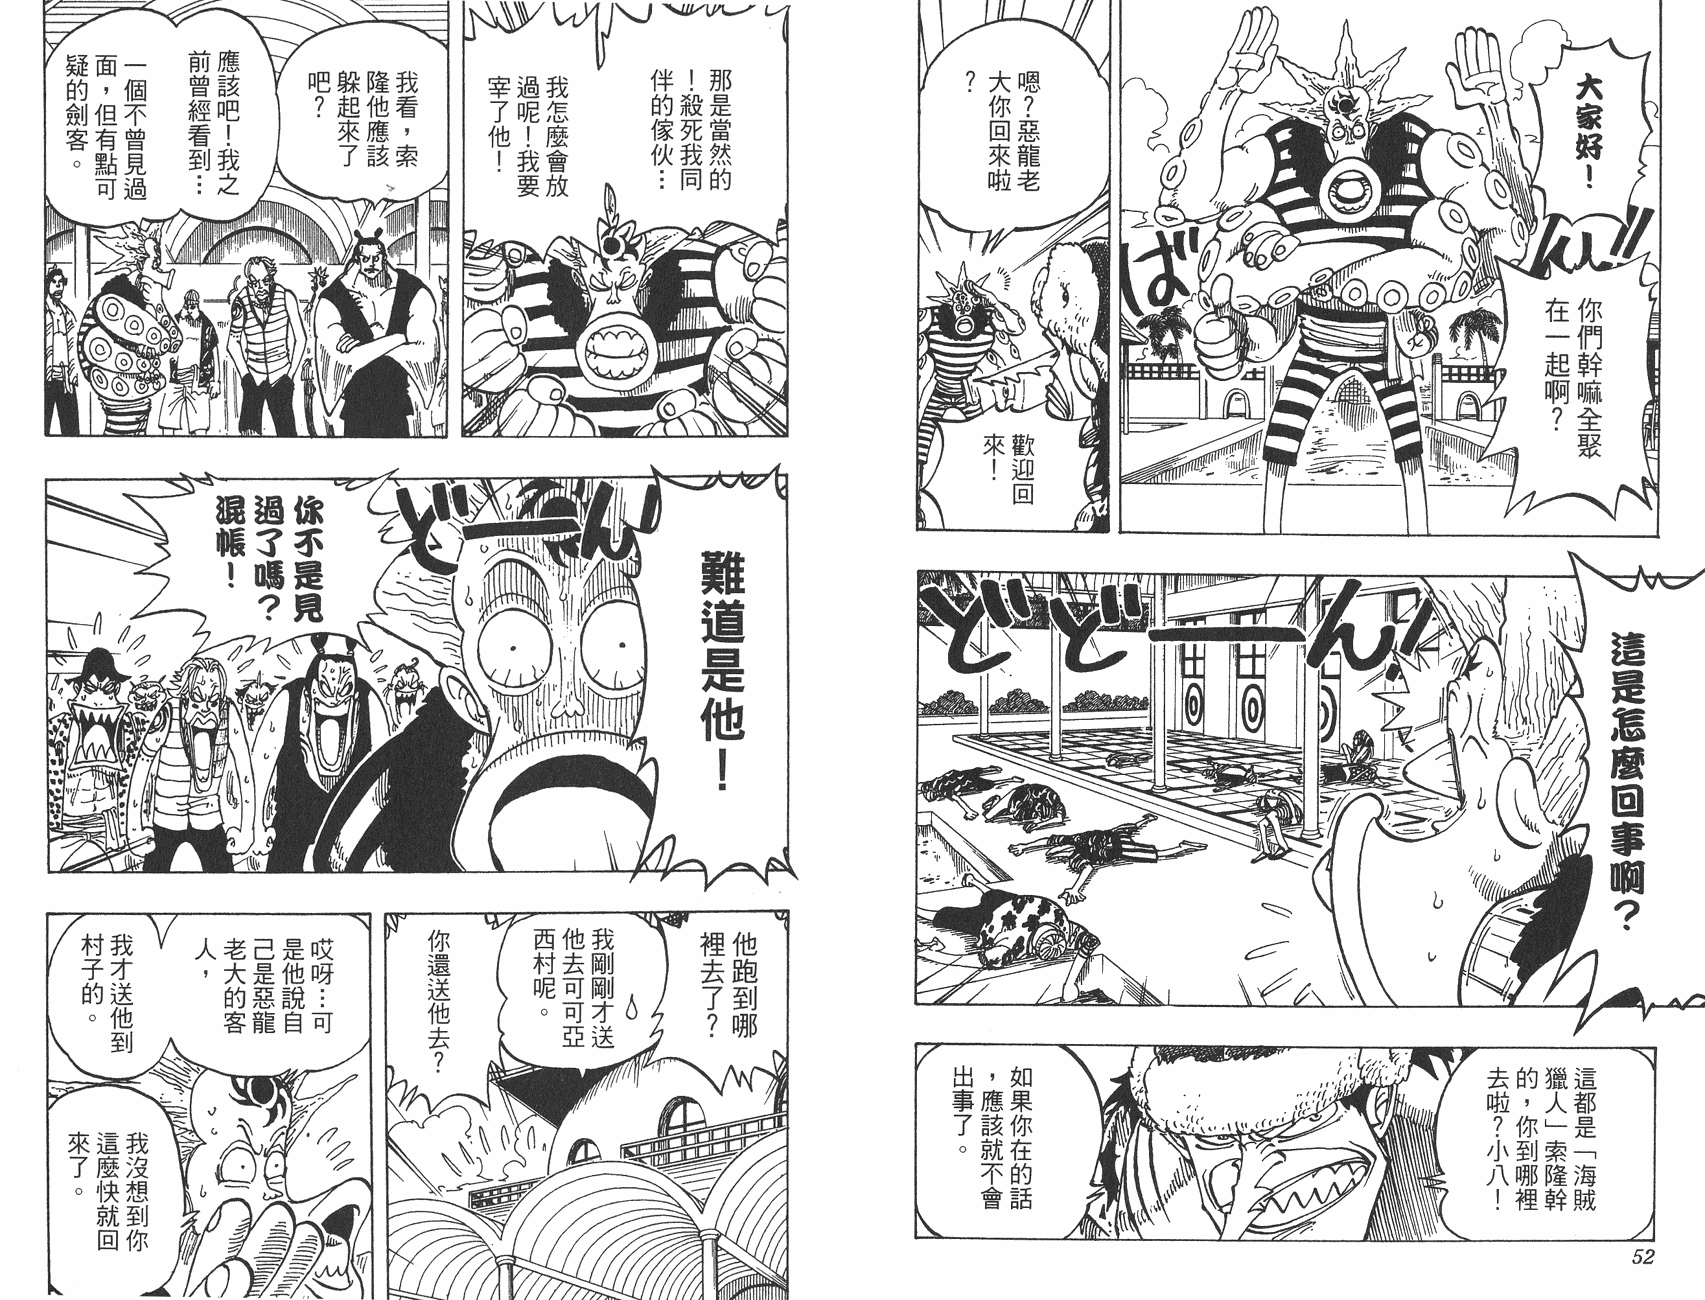 大家好！
ばんん!!
你們幹嘛全聚
在一起啊？
嗯？惡龍老
大你回來啦
？
歡迎回
來！
這是怎麼回事啊？
どどーん!
這都是「海賊
獵人」索隆幹
的，你到哪裡
去啦？小八！
如果你在的話
，應該就不會
出事了。
52
那是當然的
！殺死我同
伴的傢伙…
我怎麼會放
過呢！我要
宰了他！
我看，索
隆他應該
躲起來了
吧？
應該吧！我之
前曾經看到…
一個不曾見過
面，但有點可
疑的劍客。
難道是他！
どーん
你不是見
過了嗎？
混帳！
他跑到哪
裡去了？
我剛剛才送
他去可可亞
西村呢。
你還送他去？
哎呀…可
是他說自
己是惡龍
老大的客
人，
我才送他到
村子的。
我沒想到你
這麼快就回
來了。